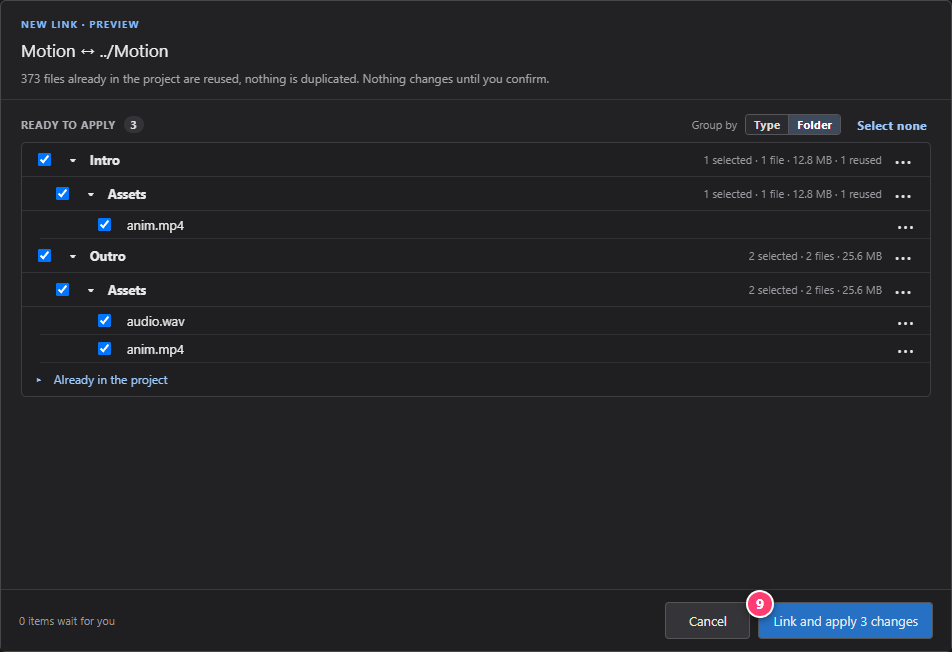 NEW LINK · PREVIEW
Motion ↔ ../Motion
373 files already in the project are reused, nothing is duplicated. Nothing changes until you confirm.
READY TO APPLY 3
Group by Type Folder Select none
Intro 1 selected · 1 file · 12.8 MB · 1 reused ...
Assets 1 selected · 1 file · 12.8 MB · 1 reused ...
anim.mp4 ...
Outro 2 selected · 2 files · 25.6 MB ...
Assets 2 selected · 2 files · 25.6 MB ...
audio.wav ...
anim.mp4 ...
Already in the project
0 items wait for you
Cancel
9
Link and apply 3 changes